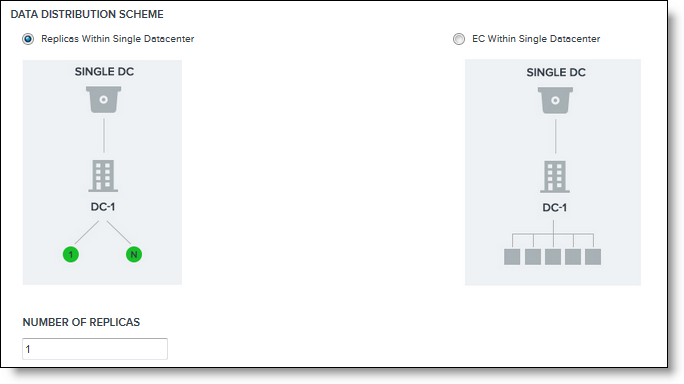 DATA DISTRIBUTION SCHEME
Replicas Within Single Datacenter
EC Within Single Datacenter
SINGLE DC
DC-1
1
N
SINGLE DC
DC-1
NUMBER OF REPLICAS
1